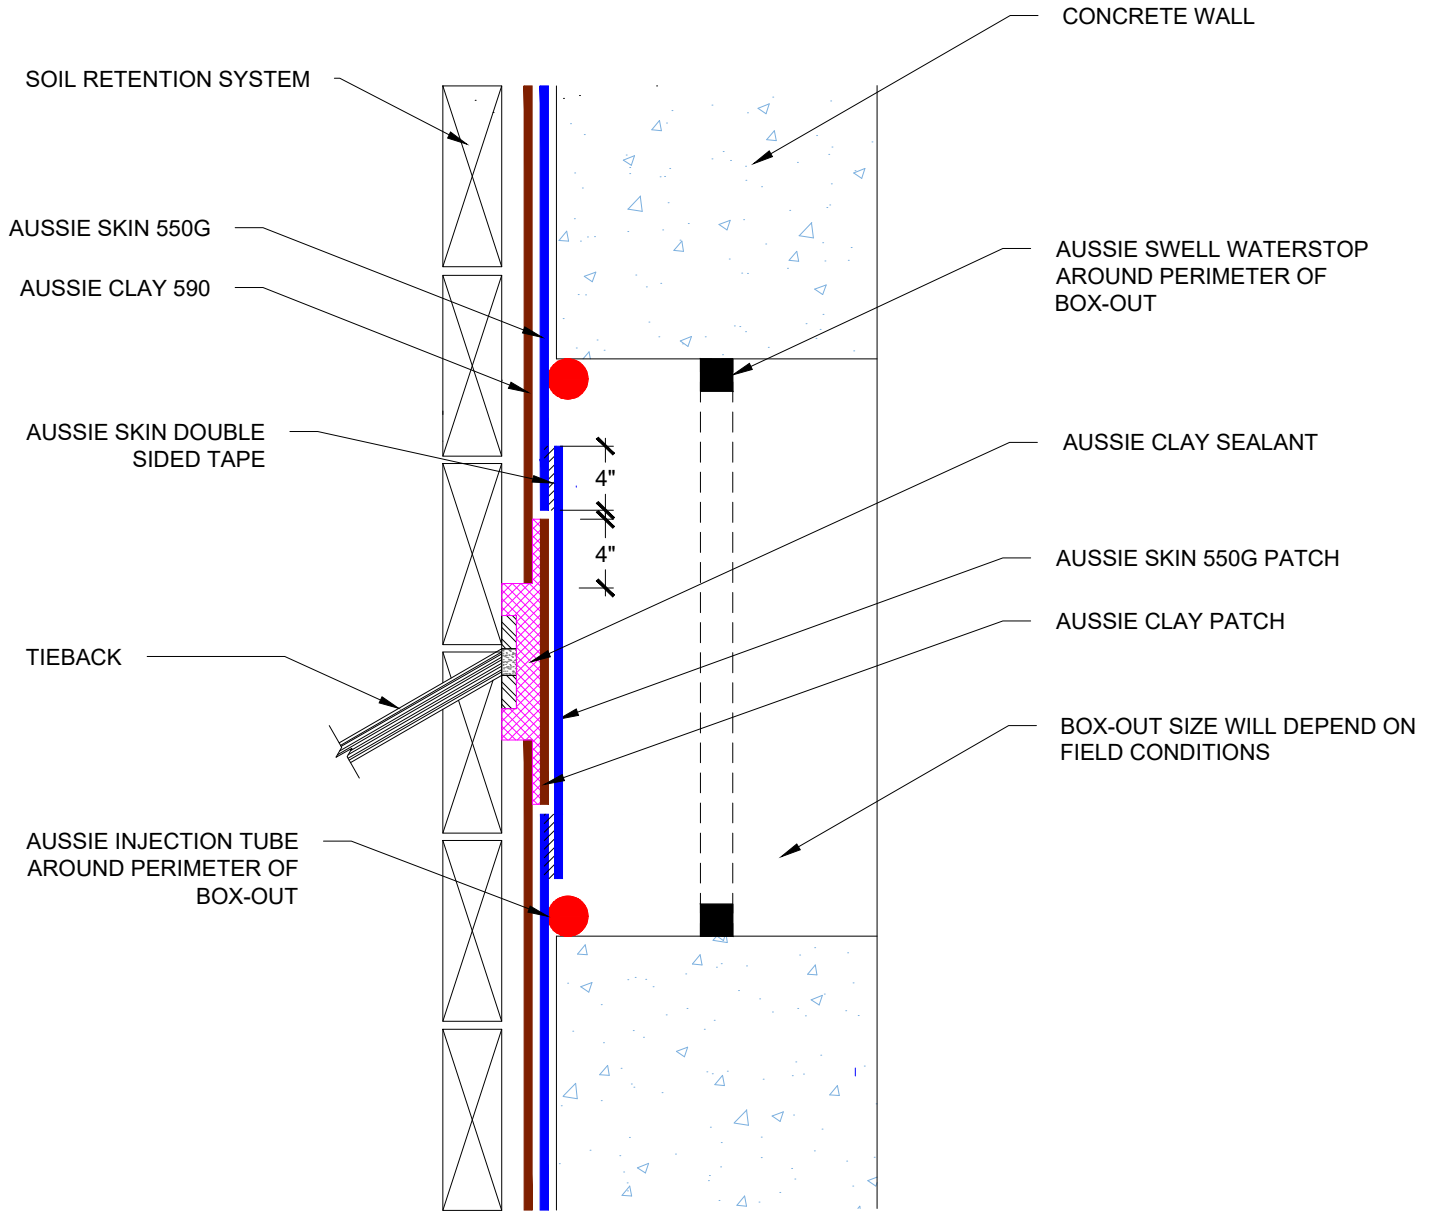 CONCRETE WALL
SOIL RETENTION SYSTEM
AUSSIE SKIN 550G
AUSSIE CLAY 590
AUSSIE SWELL WATERSTOP
AROUND PERIMETER OF
BOX-OUT
AUSSIE SKIN DOUBLE
SIDED TAPE
AUSSIE CLAY SEALANT
4"
4"
AUSSIE SKIN 550G PATCH
AUSSIE CLAY PATCH
TIEBACK
BOX-OUT SIZE WILL DEPEND ON
FIELD CONDITIONS
AUSSIE INJECTION TUBE
AROUND PERIMETER OF
BOX-OUT